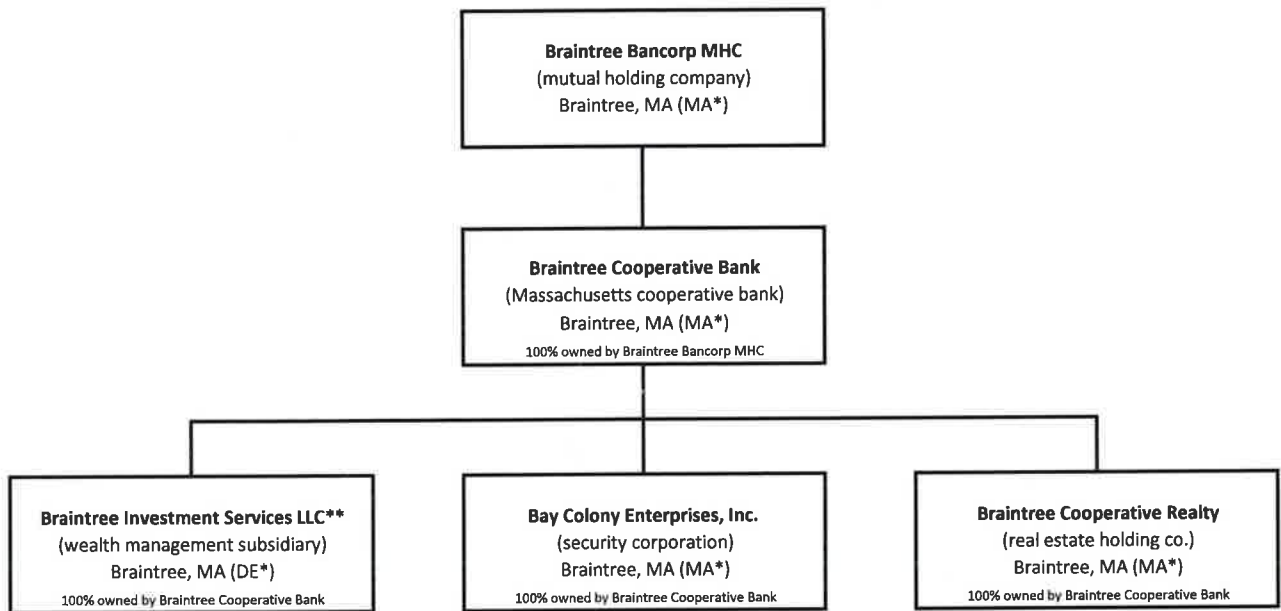 Braintree Bancorp MHC
(mutual holding company)
Braintree, MA (MA*)
Braintree Cooperative Bank
(Massachusetts cooperative bank)
Braintree, MA (MA*)
100% owned by Braintree Bancorp MHC
Braintree Investment Services LLC**
(wealth management subsidiary)
Braintree, MA (DE*)
100% owned by Braintree Cooperative Bank
Bay Colony Enterprises, Inc.
(security corporation)
Braintree, MA (MA*)
100% owned by Braintree Cooperative Bank
Braintree Cooperative Realty
(real estate holding co.)
Braintree, MA (MA*)
100% owned by Braintree Cooperative Bank